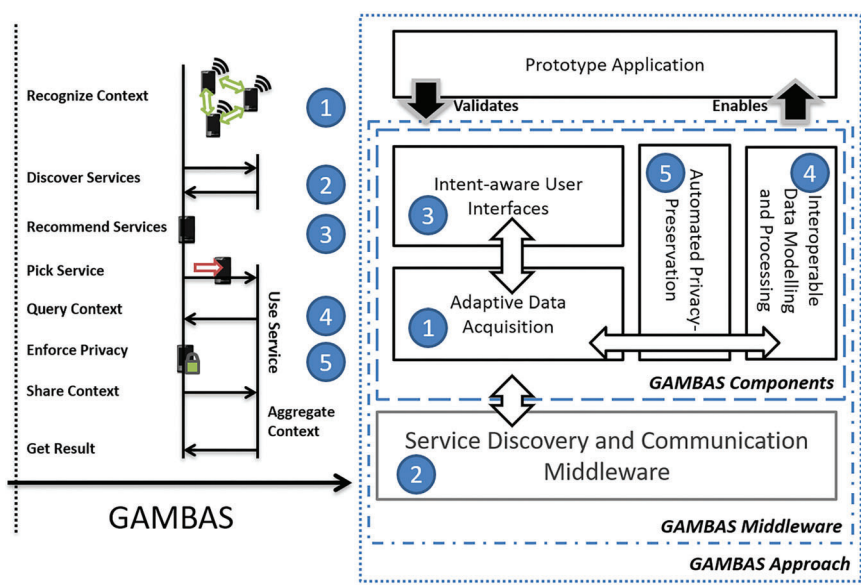 Recognize Context
1
Discover Services
2
Recommend Services
3
Pick Service
Query Context
4
Enforce Privacy
5
Share Context
Get Result
Use Service
Aggregate
Context
GAMBAS
Prototype Application
Validates
Enables
Intent-aware User
Interfaces
3
Adaptive Data
Acquisition
1
5
Automated Privacy-
Preservation
4
Interoperable
Data Modelling
and Processing
GAMBAS Components
Service Discovery and Communication
Middleware
2
GAMBAS Middleware
GAMBAS Approach